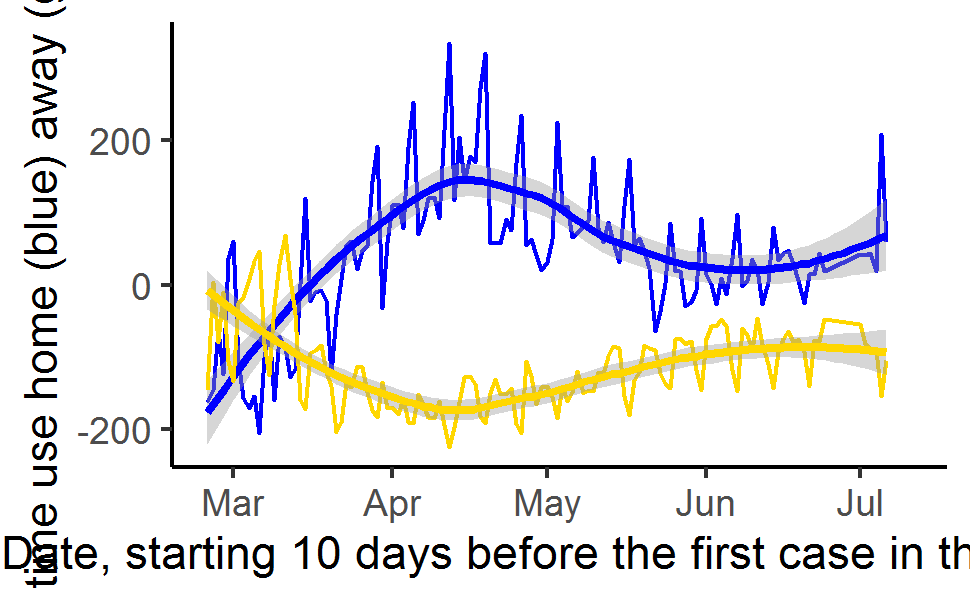 time use home (blue) away (
200
0
-200
Mar Apr May Jun Jul
Date, starting 10 days before the first case in th